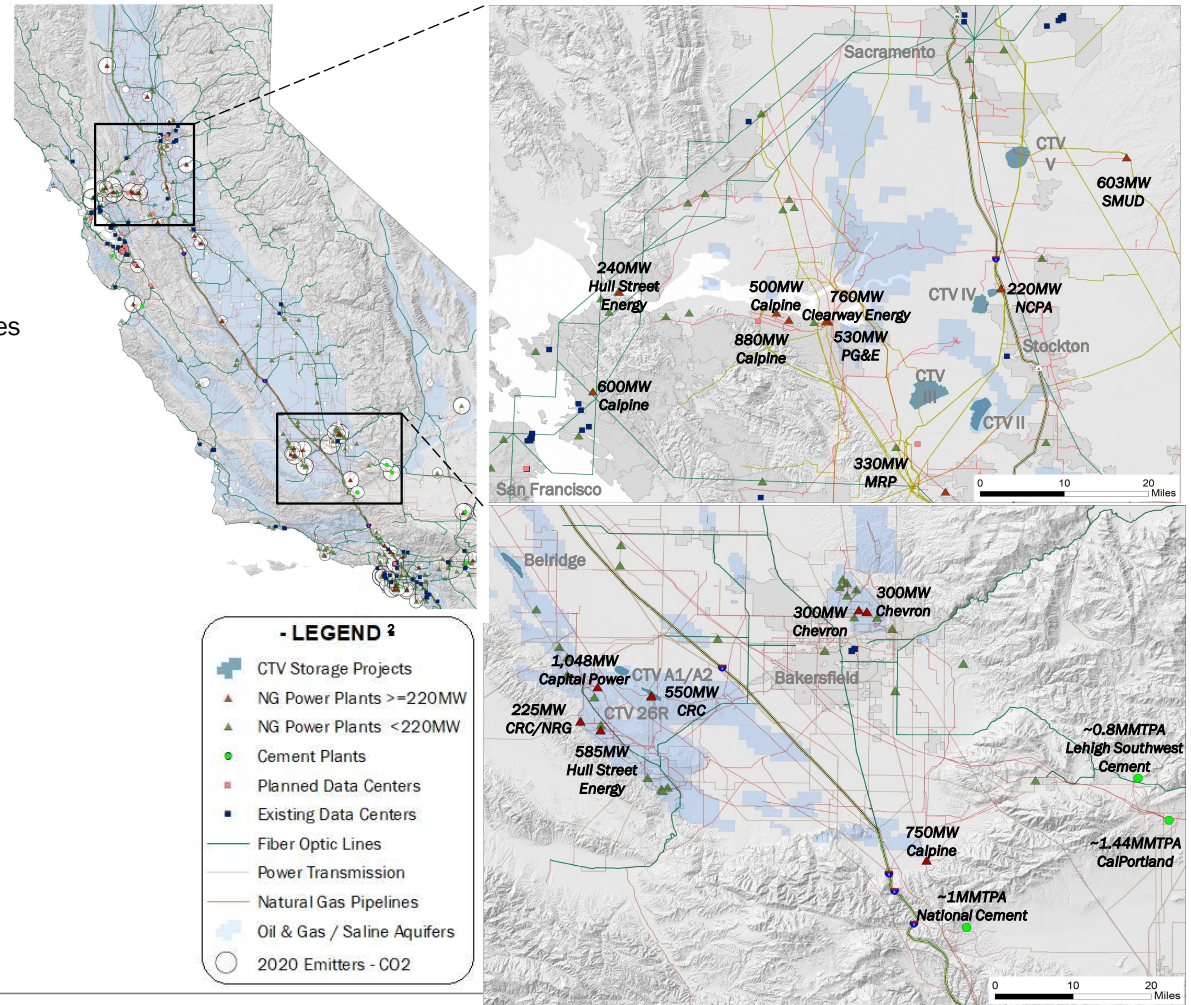 es
Sacramento
CTV
V
603MW
SMUD
240MW
Hull Street
Energy
500MW
Calpine
760MW
Clearway Energy
CTV IV
220MW
NCPA
880MW
Calpine
530MW
PG&E
Stockton
CTV
III
600MW
Calpine
CTV II
330MW
MRP
San Francisco
0 10 20
Miles
Belridge
300MW
Chevron
300MW
Chevron
1,048MW
Capital Power
CTV A1/A2
550MW
CRC
Bakersfield
225MW
CRC/NRG
CTV 26R
585MW
Hull Street
Energy
~0.8MMTPA
Lehigh Southwest
Cement
750MW
Calpine
~1.44MMTPA
CalPortland
~1MMTPA
National Cement
0 10 20
Miles
- LEGEND 2
CTV Storage Projects
NG Power Plants >=220MW
NG Power Plants <220MW
Cement Plants
Planned Data Centers
Existing Data Centers
Fiber Optic Lines
Power Transmission
Natural Gas Pipelines
Oil & Gas / Saline Aquifers
2020 Emitters - CO2